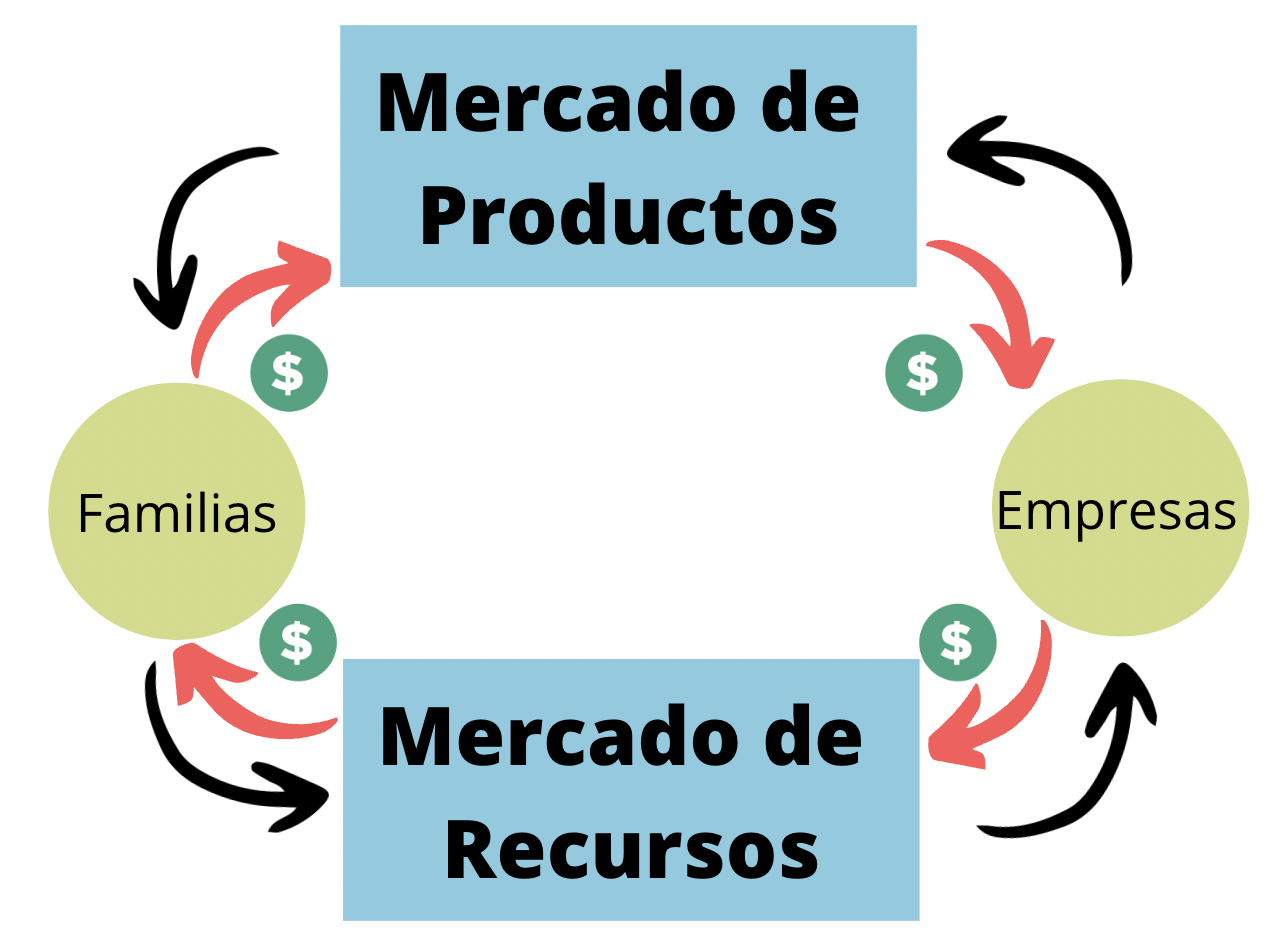 Mercado de
Productos
$
$
Familias
Empresas
$
$
Mercado de
Recursos